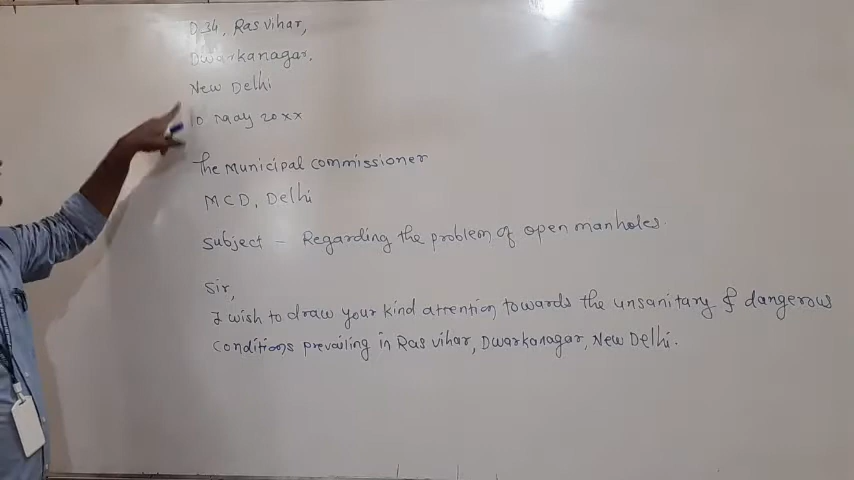 D 34, Ras vihar,
Dwarkanagar,
New Delhi
10 may 20xx
The Municipal commissioner
MCD, Delhi
subject - Regarding the problem of open manholes.
Sir,
I wish to draw your kind attention towards the unsanitary & dangerous
conditions prevailing in Ras vihar, Dwarkanagar, New Delhi.